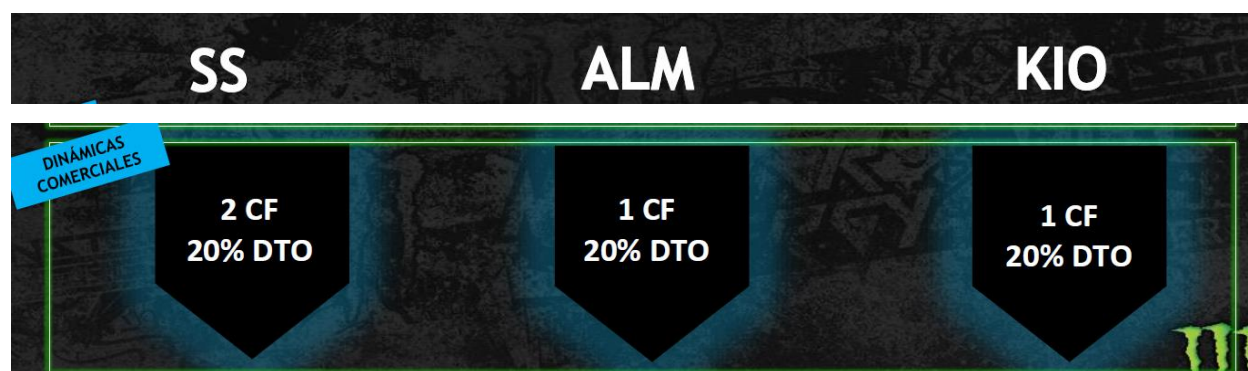 SS ALM KIO
DINÁMICAS
COMERCIALES
2 CF
20% DTO
1 CF
20% DTO
1 CF
20% DTO